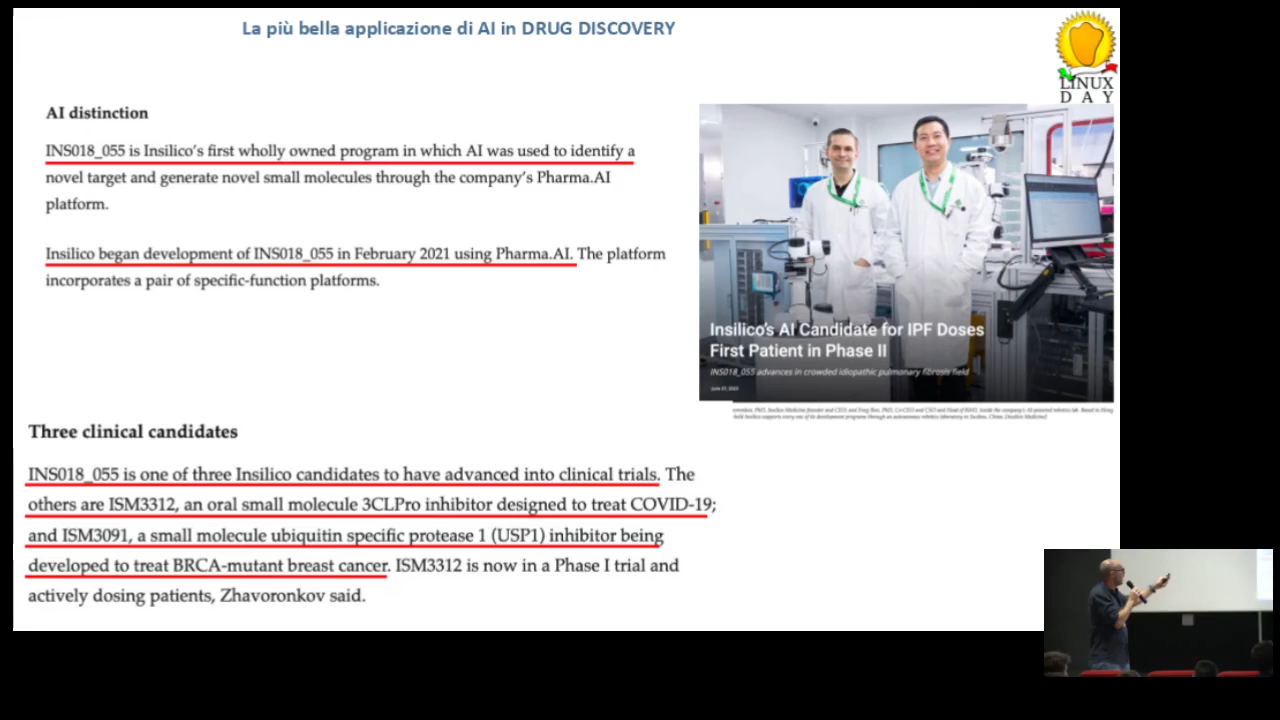 La più bella applicazione di AI in DRUG DISCOVERY
LINUX
DAY
AI distinction
INS018_055 is Insilico's first wholly owned program in which AI was used to identify a
novel target and generate novel small molecules through the company's Pharma.AI
platform.
Insilico began development of INS018_055 in February 2021 using Pharma.AI. The platform
incorporates a pair of specific-function platforms.
Insilico's AI Candidate for IPF Doses
First Patient in Phase II
INS018_055 advances in crowded idiopathic pulmonary fibrosis field
Three clinical candidates
INS018_055 is one of three Insilico candidates to have advanced into clinical trials. The
others are ISM3312, an oral small molecule 3CLPro inhibitor designed to treat COVID-19;
and ISM3091, a small molecule ubiquitin specific protease 1 (USP1) inhibitor being
developed to treat BRCA-mutant breast cancer. ISM3312 is now in a Phase I trial and
actively dosing patients, Zhavoronkov said.